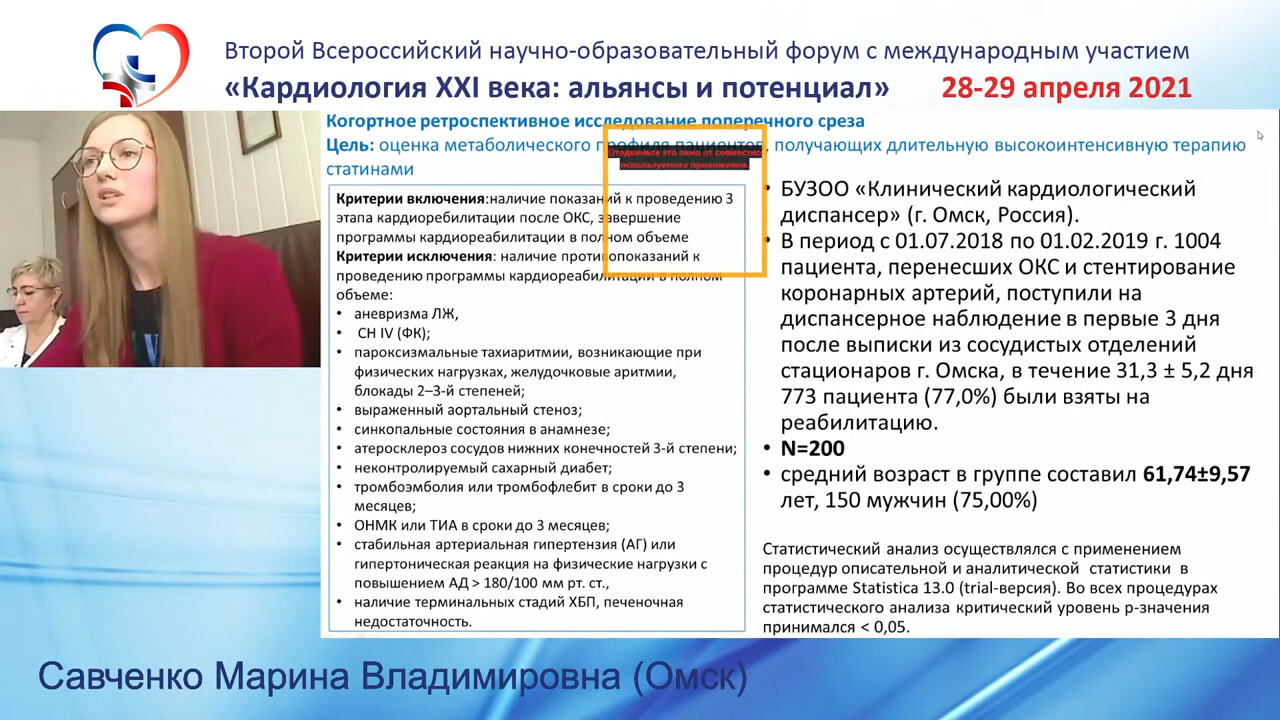 Второй Всероссийский научно-образовательный форум с международным участием
«Кардиология XXI века: альянсы и потенциал» 28-29 апреля 2021
Когортное ретроспективное исследование поперечного среза
Цель: оценка метаболического профиля пациентов, получающих длительную высокоинтенсивную терапию
статинами
Отодвиньте это окно от совместно
используемого приложения.
Критерии включения:наличие показаний к проведению 3
этапа кардиоребилитации после ОКС, завершение
программы кардиореабилитации в полном объеме
Критерии исключения: наличие противопоказаний к
проведению программы кардиореабилитации в полном
объеме:
• аневризма ЛЖ,
• СН IV (ФК);
• пароксизмальные тахиаритмии, возникающие при
физических нагрузках, желудочковые аритмии,
блокады 2–3-й степеней;
• выраженный аортальный стеноз;
• синкопальные состояния в анамнезе;
• атеросклероз сосудов нижних конечностей 3-й степени;
• неконтролируемый сахарный диабет;
• тромбоэмболия или тромбофлебит в сроки до 3
месяцев;
• ОНМК или ТИА в сроки до 3 месяцев;
• стабильная артериальная гипертензия (АГ) или
гипертоническая реакция на физические нагрузки с
повышением АД > 180/100 мм рт. ст.,
• наличие терминальных стадий ХБП, печеночная
недостаточность.
• БУЗОО «Клинический кардиологический
диспансер» (г. Омск, Россия).
• В период с 01.07.2018 по 01.02.2019 г. 1004
пациента, перенесших ОКС и стентирование
коронарных артерий, поступили на
диспансерное наблюдение в первые 3 дня
после выписки из сосудистых отделений
стационаров г. Омска, в течение 31,3 ± 5,2 дня
773 пациента (77,0%) были взяты на
реабилитацию.
• N=200
• средний возраст в группе составил 61,74±9,57
лет, 150 мужчин (75,00%)
Статистический анализ осуществлялся с применением
процедур описательной и аналитической статистики в
программе Statistica 13.0 (trial-версия). Во всех процедурах
статистического анализа критический уровень p-значения
принимался < 0,05.
Савченко Марина Владимировна (Омск)